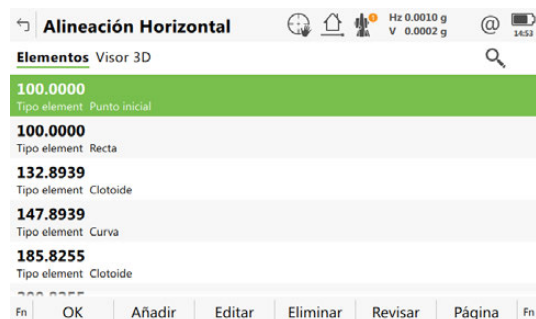 Alineación Horizontal
Hz 0.0010 g
V 0.0002 g
@
14:53
Elementos Visor 3D
100.0000
Tipo element Punto inicial
100.0000
Tipo element Recta
132.8939
Tipo element Clotoide
147.8939
Tipo element Curva
185.8255
Tipo element Clotoide
Fn OK Añadir Editar Eliminar Revisar Página Fn